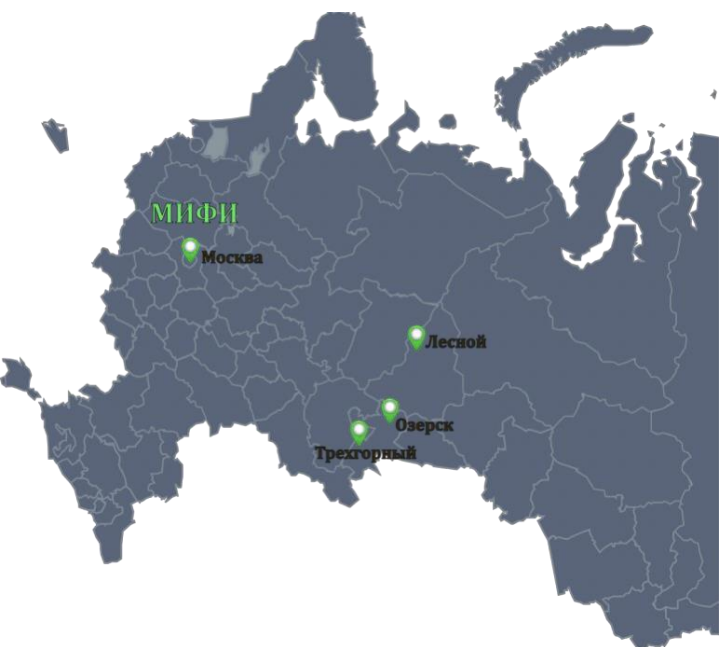 МИФИ
Москва
Лесной
Озерск
Трехгорный